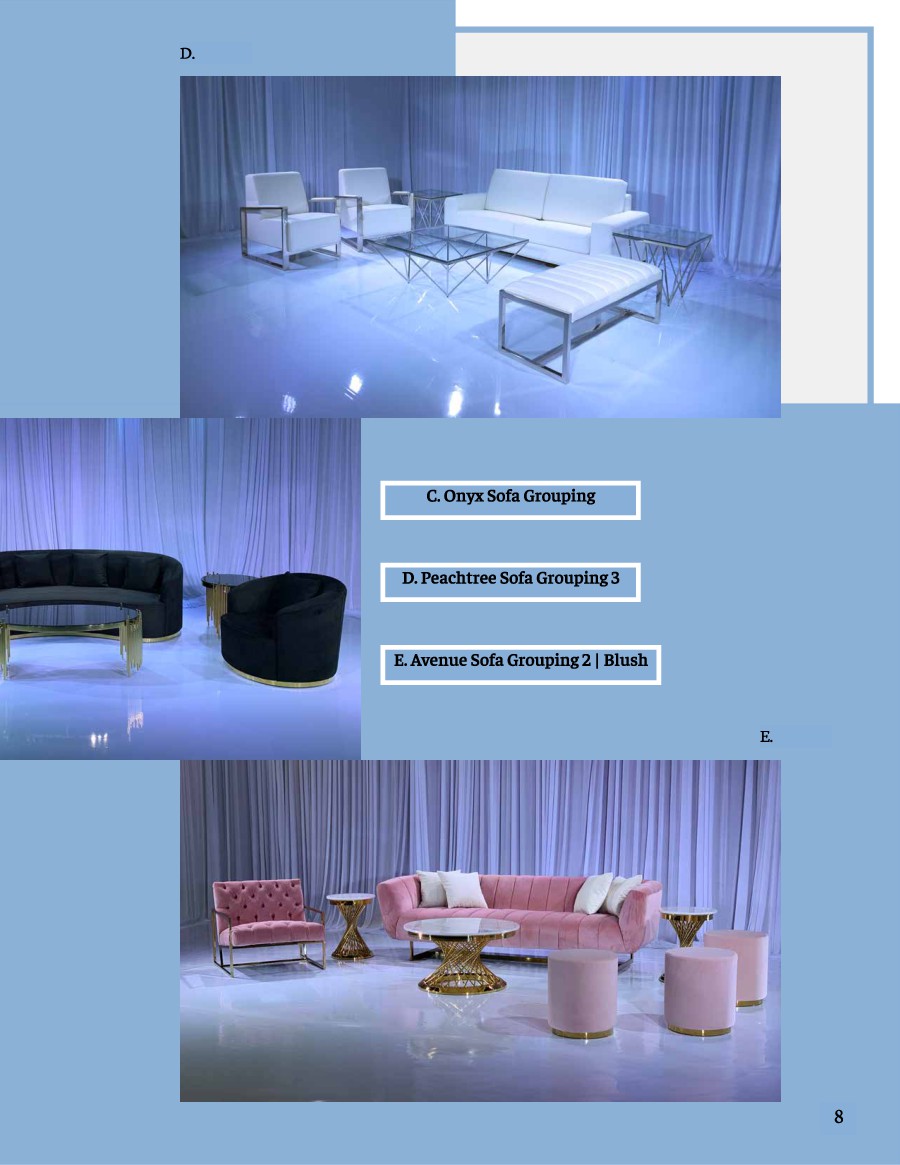 D.
C. Onyx Sofa Grouping
D. Peachtree Sofa Grouping 3
E. Avenue Sofa Grouping 2 | Blush
E.
8